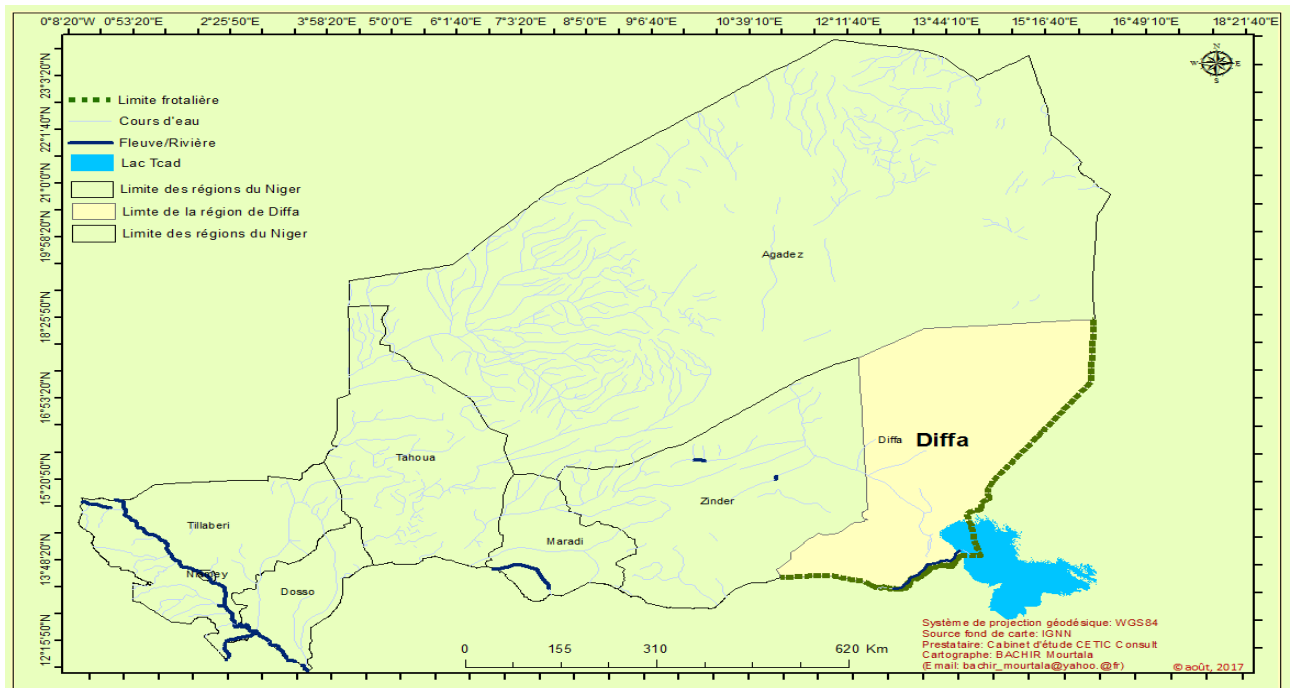 0°8'20"W 0°53'20"E 2°25'50"E 3°58'20"E 5°0'0"E 6°1'40"E 7°3'20"E 8°5'0"E 9°6'40"E 10°39'10"E 12°11'40"E 13°44'10"E 15°16'40"E 16°49'10"E 18°21'40"E
N
W E
S
23°3'20"N
22°1'40"N
21°0'0"N
19°58'20"N
18°25'50"N
16°53'20"N
15°20'50"N
13°48'20"N
12°15'50"N
Limite frotalière
Cours d'eau
Fleuve/Rivière
Lac Tcad
Limite des régions du Niger
Limte de la région de Diffa
Limite des régions du Niger
Agadez
Diffa Diffa
Tahoua
Zinder
Tillaberi
Maradi
Niamey
Dosso
0 155 310 620 Km
Système de projection géodésique: WGS84
Source fond de carte: IGNN
Prestataire: Cabinet d'étude CETIC Consult
Cartographe: BACHIR Mourtala
(Email: bachir_mourtala@yahoo.@fr)
©août, 2017